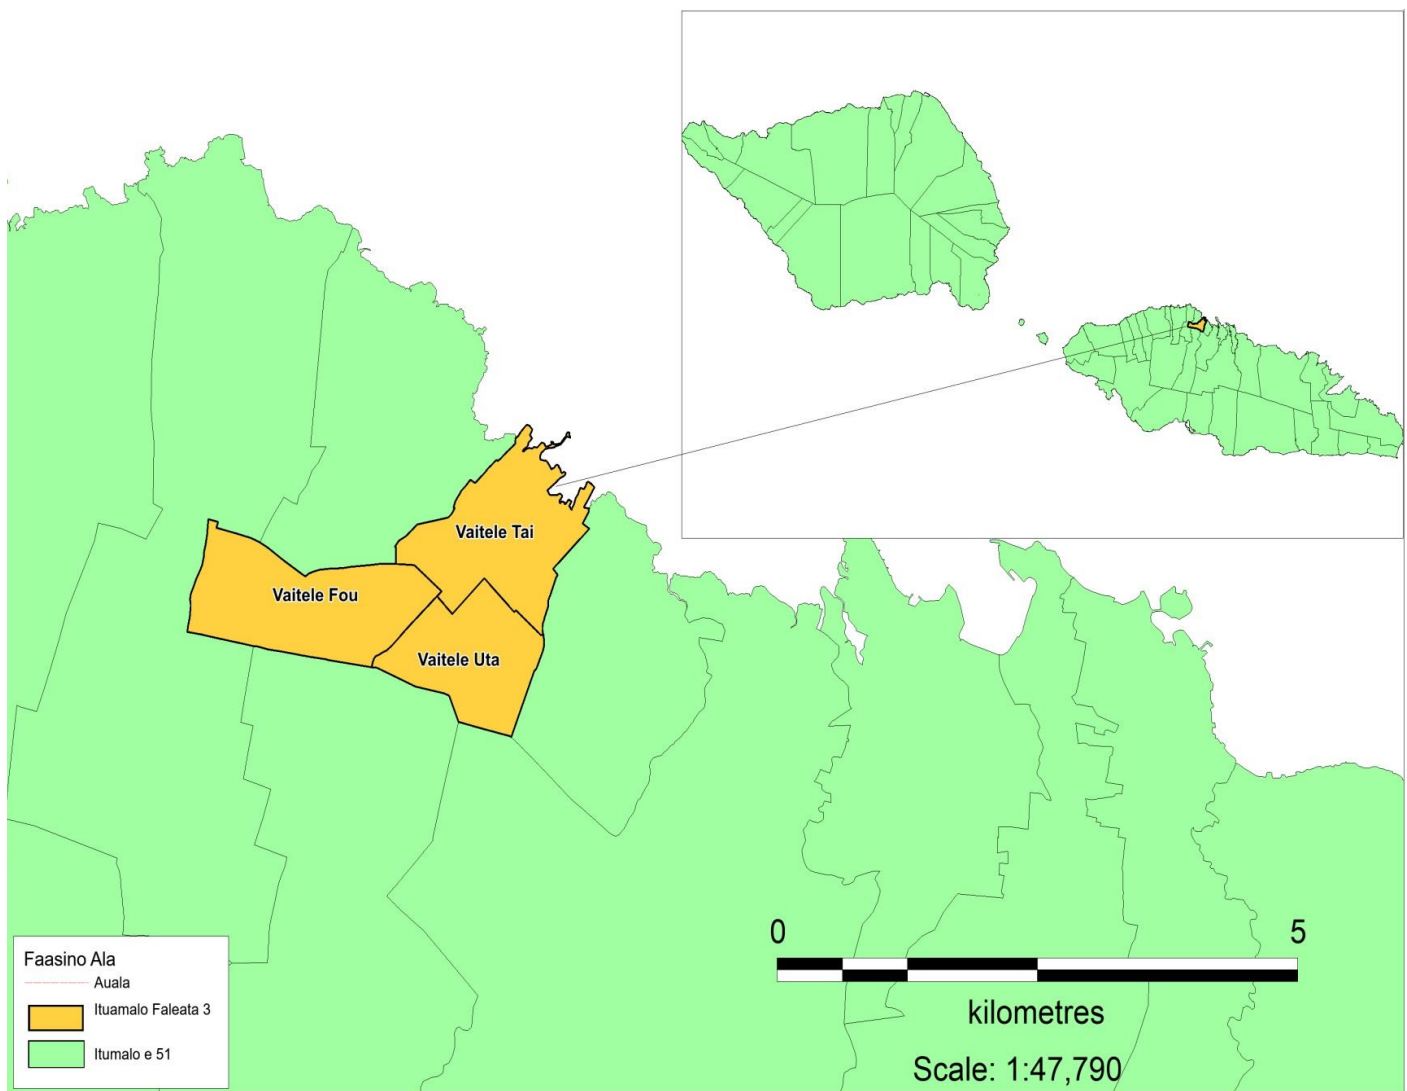 Vaitele Tai
Vaitele Fou
Vaitele Uta
Faasino Ala
Auala
Ituamalo Faleata 3
Itumalo e 51
0 5
kilometres
Scale: 1:47,790